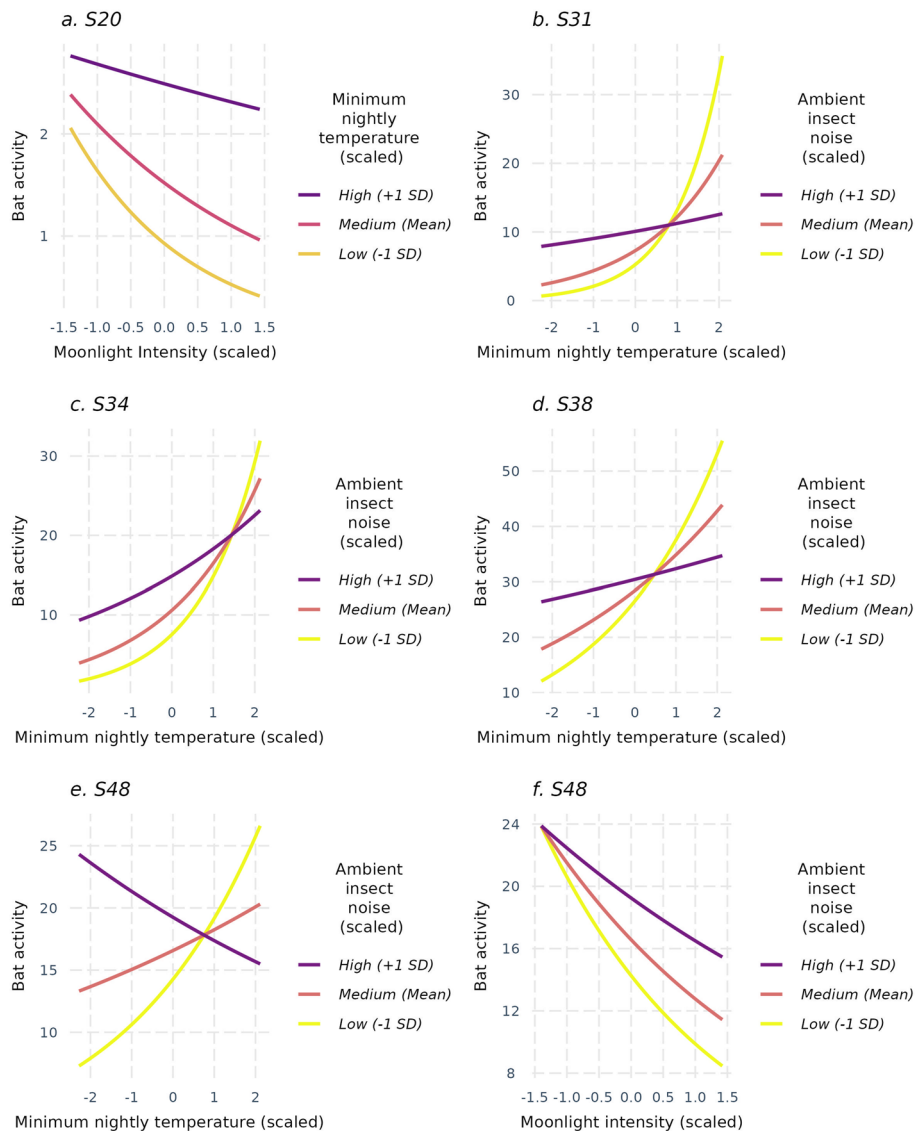 a. S20
Bat activity
2
1
-1.5 -1.0 -0.5 0.0 0.5 1.0 1.5
Moonlight Intensity (scaled)
Minimum
nightly
temperature
(scaled)
High (+1 SD)
Medium (Mean)
Low (-1 SD)
b. S31
Bat activity
30
20
10
0
-2 -1 0 1 2
Minimum nightly temperature (scaled)
Ambient
insect
noise
(scaled)
High (+1 SD)
Medium (Mean)
Low (-1 SD)
c. S34
Bat activity
30
20
10
-2 -1 0 1 2
Minimum nightly temperature (scaled)
Ambient
insect
noise
(scaled)
High (+1 SD)
Medium (Mean)
Low (-1 SD)
d. S38
Bat activity
50
40
30
20
10
-2 -1 0 1 2
Minimum nightly temperature (scaled)
Ambient
insect
noise
(scaled)
High (+1 SD)
Medium (Mean)
Low (-1 SD)
e. S48
Bat activity
25
20
15
10
-2 -1 0 1 2
Minimum nightly temperature (scaled)
Ambient
insect
noise
(scaled)
High (+1 SD)
Medium (Mean)
Low (-1 SD)
f. S48
Bat activity
24
20
16
12
8
-1.5 -1.0 -0.5 0.0 0.5 1.0 1.5
Moonlight intensity (scaled)
Ambient
insect
noise
(scaled)
High (+1 SD)
Medium (Mean)
Low (-1 SD)